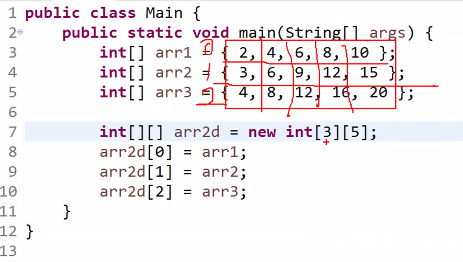 1 public class Main {
2 public static void main(String[] args) {
3 int[] arr1 = { 2, 4, 6, 8, 10 };
4 int[] arr2 = { 3, 6, 9, 12, 15 };
5 int[] arr3 = { 4, 8, 12, 16, 20 };
6
7 int[][] arr2d = new int[3][5];
8 arr2d[0] = arr1;
9 arr2d[1] = arr2;
10 arr2d[2] = arr3;
11 }
12 }
13